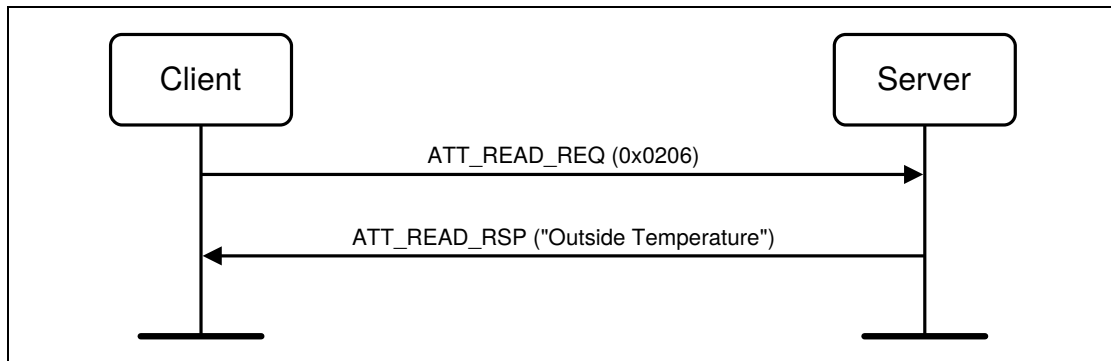 Client
Server
ATT_READ_REQ (0x0206)
ATT_READ_RSP ("Outside Temperature")